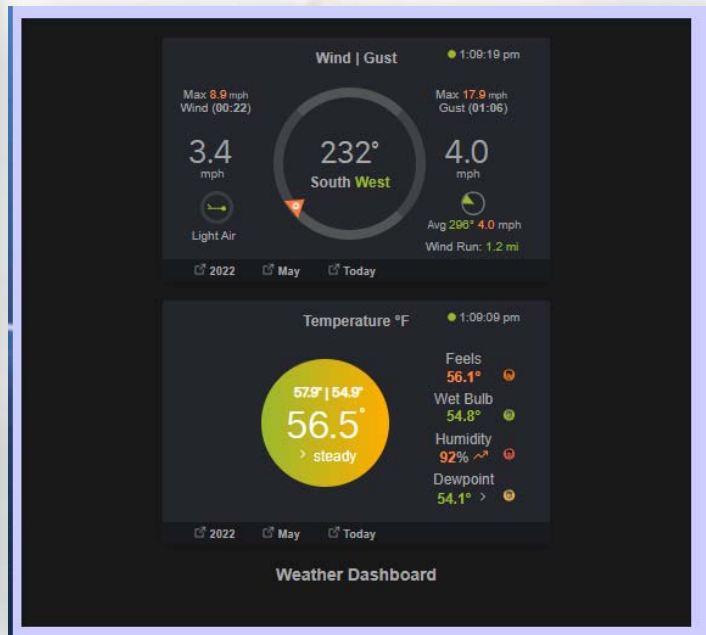 Wind | Gust
1:09:19 pm
Max 8.9 mph
Wind (00:22)
Max 17.9 mph
Gust (01:06)
3.4
mph
232°
South West
4.0
mph
Light Air
Avg 296° 4.0 mph
Wind Run: 1.2 mi
2022 May Today
Temperature °F
1:09:09 pm
57.9° | 54.9°
56.5°
› steady
Feels
56.1°
Wet Bulb
54.8°
Humidity
92%
Dewpoint
54.1° ›
2022 May Today
Weather Dashboard